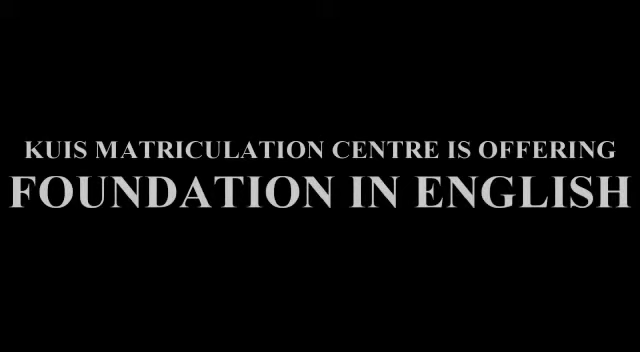 KUIS MATRICULATION CENTRE IS OFFERING
FOUNDATION IN ENGLISH